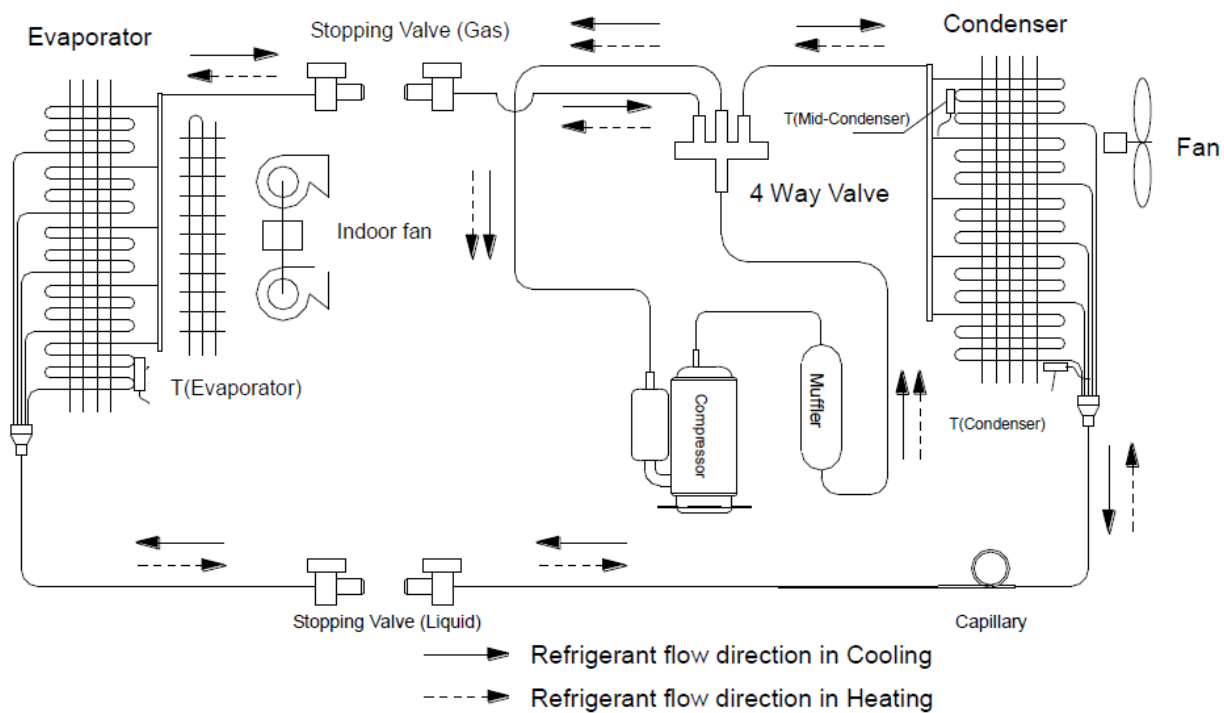 Evaporator
Stopping Valve (Gas)
Condenser
T(Mid-Condenser)
Fan
4 Way Valve
Indoor fan
T(Evaporator)
Compressor
Muffler
T(Condenser)
Stopping Valve (Liquid)
Capillary
Refrigerant flow direction in Cooling
Refrigerant flow direction in Heating